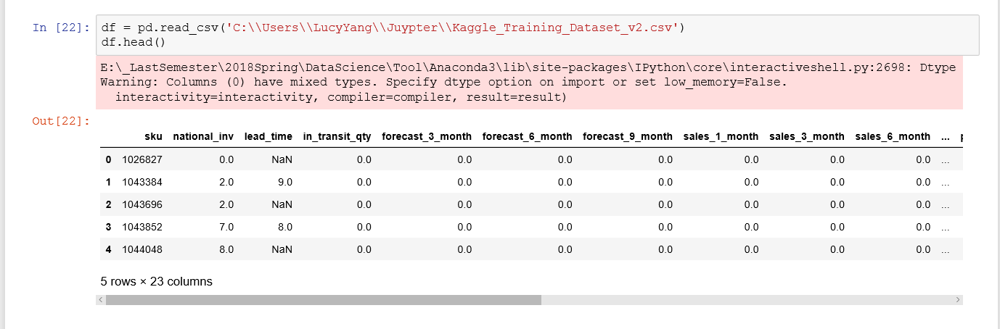 In [22]: df = pd.read_csv('C:\\Users\\LucyYang\\Juypter\\Kaggle_Training_Dataset_v2.csv')
df.head()
E:\_LastSemester\2018Spring\DataScience\Tool\Anaconda3\lib\site-packages\IPython\core\interactiveshell.py:2698: Dtype
Warning: Columns (0) have mixed types. Specify dtype option on import or set low_memory=False.
interactivity=interactivity, compiler=compiler, result=result)
Out[22]:
sku national_inv lead_time in_transit_qty forecast_3_month forecast_6_month forecast_9_month sales_1_month sales_3_month sales_6_month ...
0 1026827 0.0 NaN 0.0 0.0 0.0 0.0 0.0 0.0 0.0 ...
1 1043384 2.0 9.0 0.0 0.0 0.0 0.0 0.0 0.0 0.0 ...
2 1043696 2.0 NaN 0.0 0.0 0.0 0.0 0.0 0.0 0.0 ...
3 1043852 7.0 8.0 0.0 0.0 0.0 0.0 0.0 0.0 0.0 ...
4 1044048 8.0 NaN 0.0 0.0 0.0 0.0 0.0 0.0 0.0 ...
5 rows × 23 columns